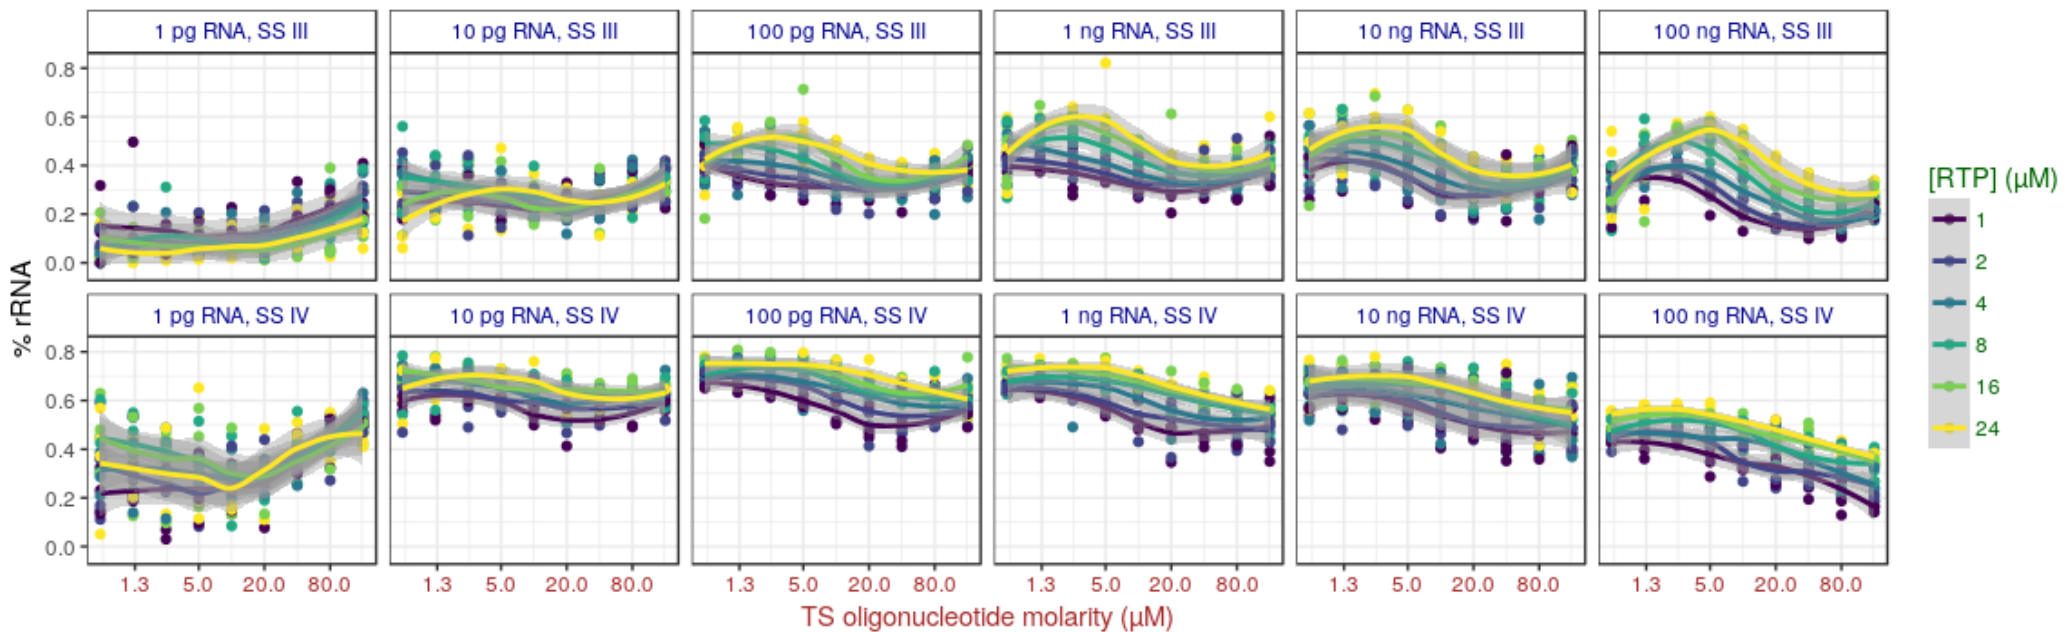 1 pg RNA, SS III
10 pg RNA, SS III
100 pg RNA, SS III
1 ng RNA, SS III
10 ng RNA, SS III
100 ng RNA, SS III
0.8
0.6
0.4
0.2
0.0
1 pg RNA, SS IV
10 pg RNA, SS IV
100 pg RNA, SS IV
1 ng RNA, SS IV
10 ng RNA, SS IV
100 ng RNA, SS IV
0.8
0.6
0.4
0.2
0.0
% rRNA
1.3 5.0 20.0 80.0
1.3 5.0 20.0 80.0
1.3 5.0 20.0 80.0
1.3 5.0 20.0 80.0
1.3 5.0 20.0 80.0
1.3 5.0 20.0 80.0
TS oligonucleotide molarity (μM)
[RTP] (μM)
1
2
4
8
16
24